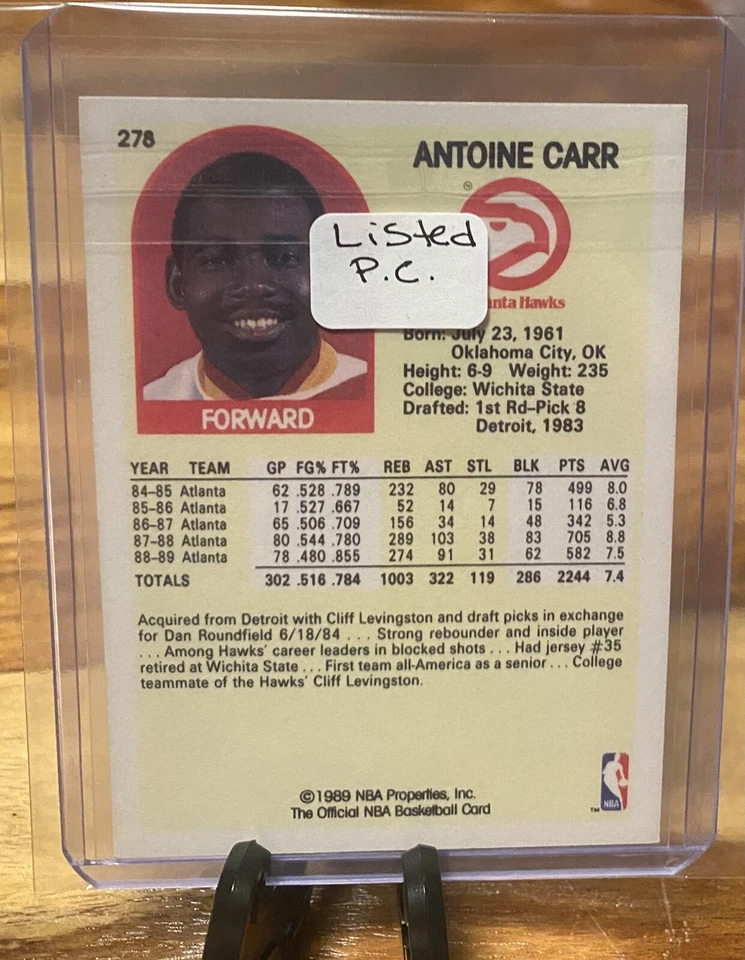 278
ANTOINE CARR
®
Listed
P.C.
nta Hawks
Born: July 23, 1961
Oklahoma City, OK
Height: 6-9 Weight: 235
College: Wichita State
Drafted: 1st Rd–Pick 8
Detroit, 1983
FORWARD
YEAR TEAM GP FG% FT% REB AST STL BLK PTS AVG
84–85 Atlanta 62 .528 .789 232 80 29 78 499 8.0
85–86 Atlanta 17 .527 .667 52 14 7 15 116 6.8
86–87 Atlanta 65 .506 .709 156 34 14 48 342 5.3
87–88 Atlanta 80 .544 .780 289 103 38 83 705 8.8
88–89 Atlanta 78 .480 .855 274 91 31 62 582 7.5
TOTALS 302 .516 .784 1003 322 119 286 2244 7.4
Acquired from Detroit with Cliff Levingston and draft picks in exchange
for Dan Roundfield 6/18/84 . . . Strong rebounder and inside player
. . . Among Hawks' career leaders in blocked shots . . . Had jersey #35
retired at Wichita State . . . First team all-America as a senior . . . College
teammate of the Hawks' Cliff Levingston.
©1989 NBA Properties, Inc.
The Official NBA Basketball Card
TM NBA